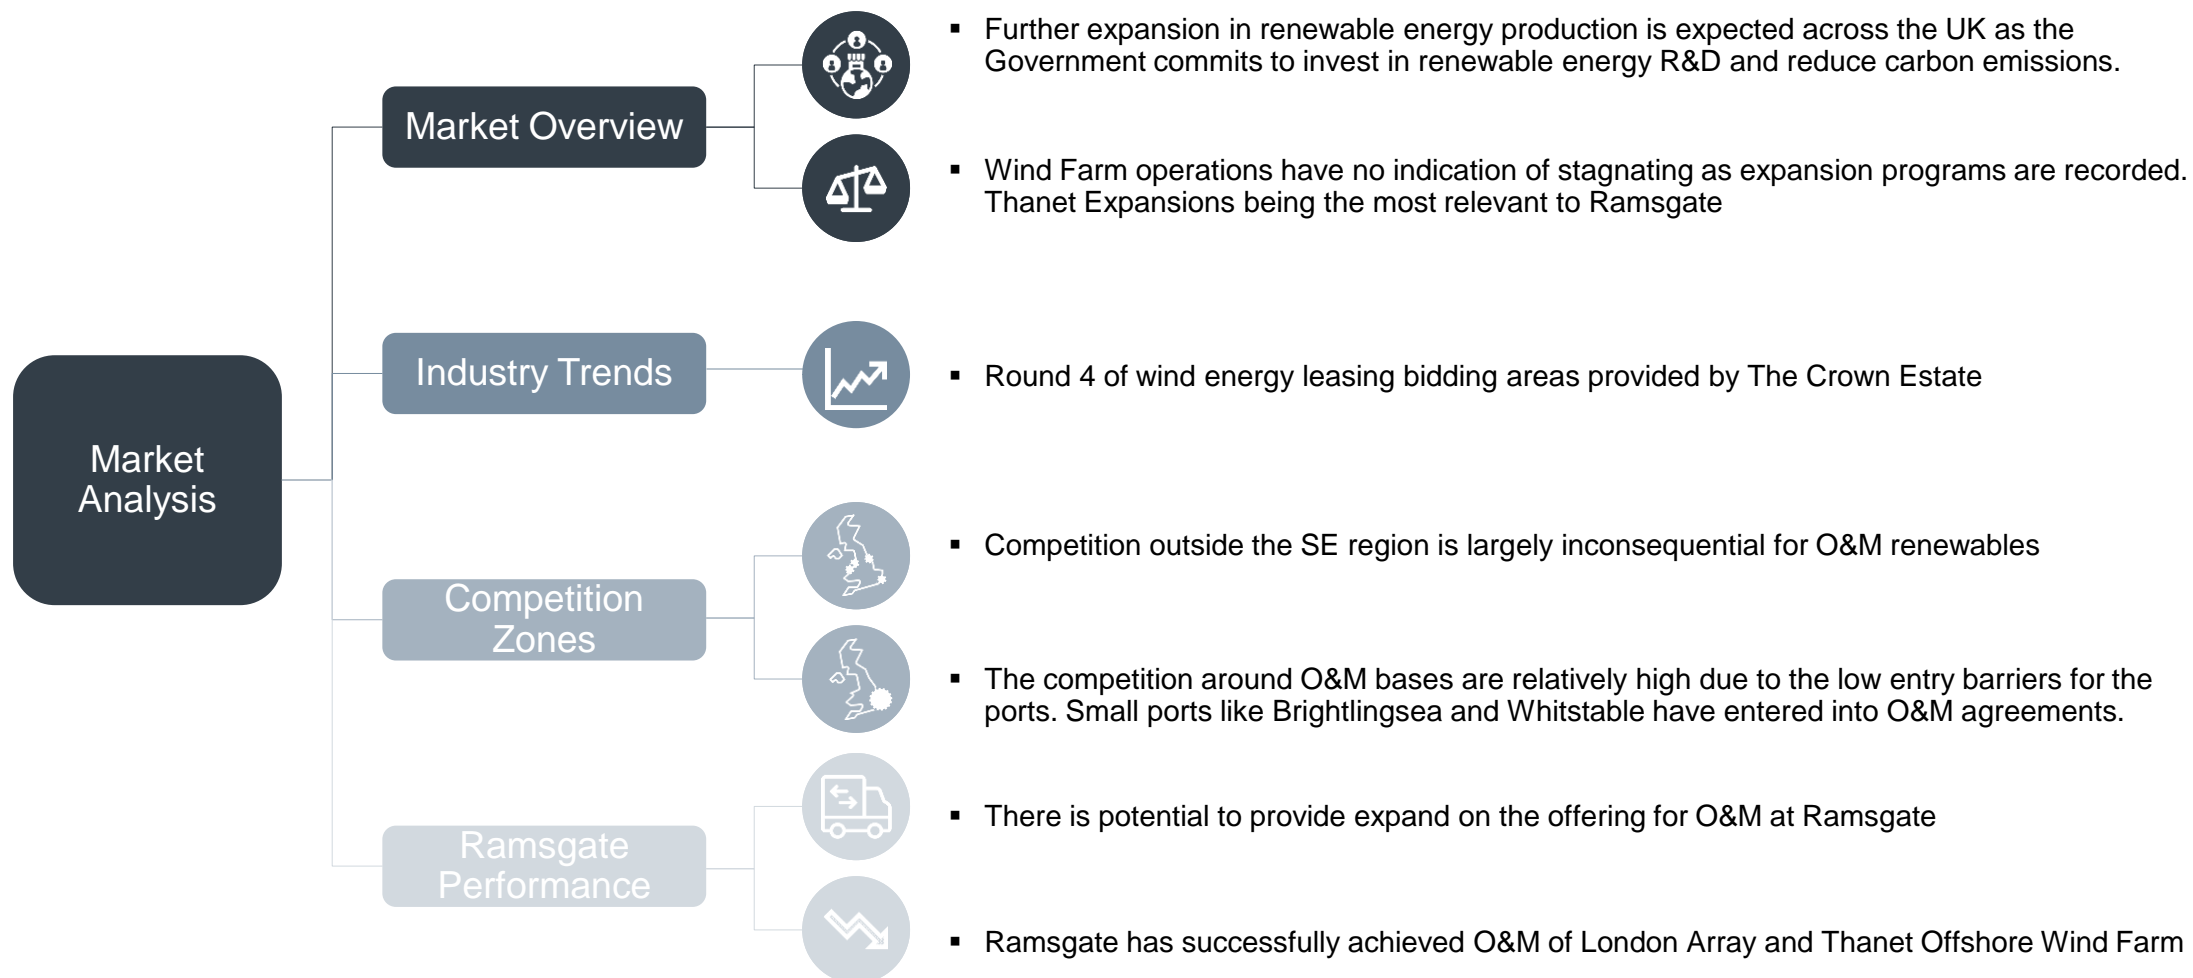 Market
Analysis
Market Overview
▪ Further expansion in renewable energy production is expected across the UK as the
Government commits to invest in renewable energy R&D and reduce carbon emissions.
▪ Wind Farm operations have no indication of stagnating as expansion programs are recorded.
Thanet Expansions being the most relevant to Ramsgate
Industry Trends
▪ Round 4 of wind energy leasing bidding areas provided by The Crown Estate
Competition
Zones
▪ Competition outside the SE region is largely inconsequential for O&M renewables
▪ The competition around O&M bases are relatively high due to the low entry barriers for the
ports. Small ports like Brightlingsea and Whitstable have entered into O&M agreements.
Ramsgate
Performance
▪ There is potential to provide expand on the offering for O&M at Ramsgate
▪ Ramsgate has successfully achieved O&M of London Array and Thanet Offshore Wind Farm